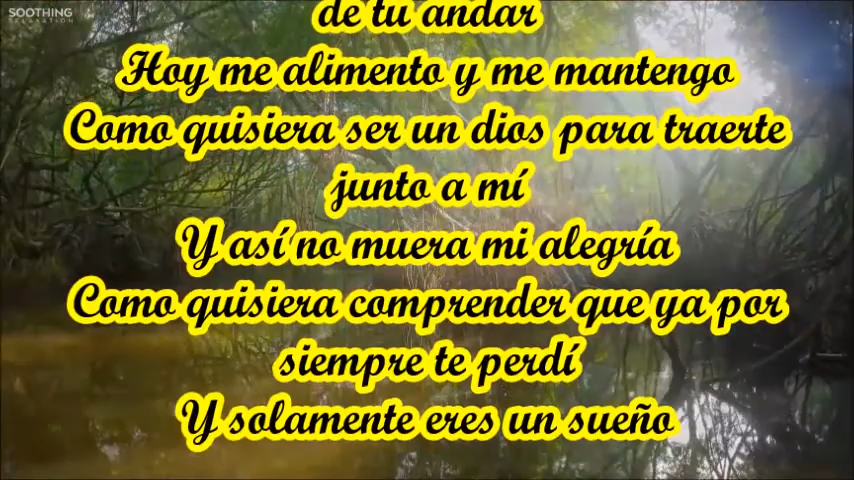 SOOTHING
RELAXATION
de tu andar
Hoy me alimento y me mantengo
Como quisiera ser un dios para traerte
junto a mí
Y así no muera mi alegría
Como quisiera comprender que ya por
siempre te perdí
Y solamente eres un sueño